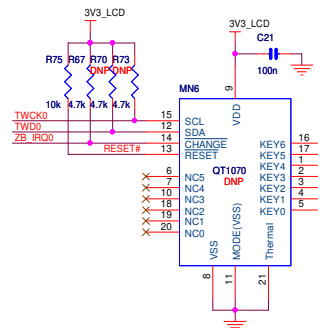 3V3_LCD
3V3_LCD
C21
100n
R75 R67 R70 R73
DNP DNP
10k 4.7k 4.7k 4.7k
MN6
9
VDD
TWCK0 15 SCL
TWD0 12 SDA
ZB_IRQ0 14 CHANGE KEY6 16
RESET# 13 RESET KEY5 17
KEY4 1
QT1070
DNP
6 NC5 KEY3 2
7 NC4 KEY2 3
10 NC3 KEY1 4
18 NC2 KEY0 5
19 NC1
20 NC0
VSS
MODE(VSS)
Thermal
8
11
21